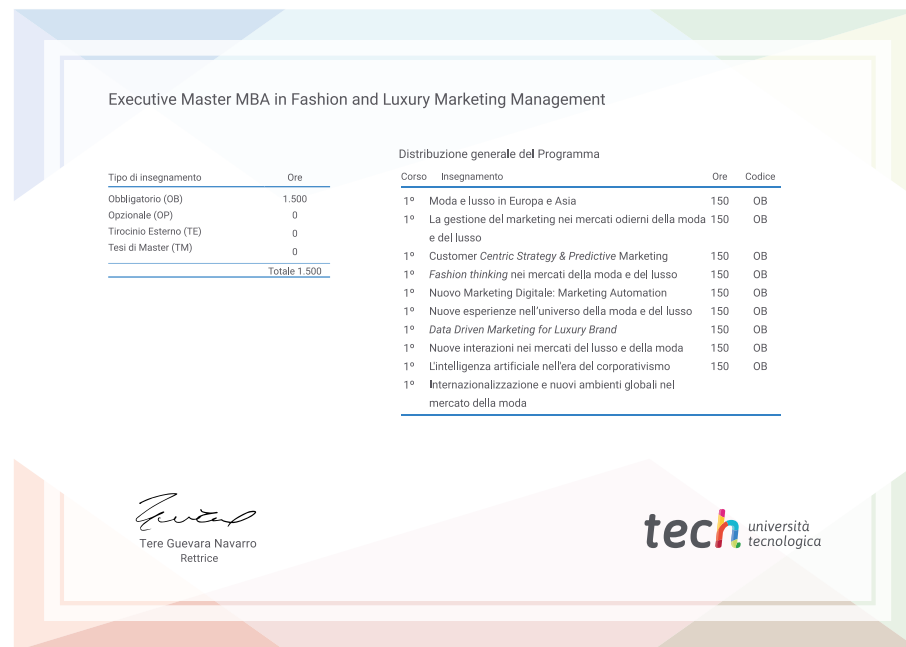 Executive Master MBA in Fashion and Luxury Marketing Management
Tipo di insegnamento Ore
Obbligatorio (OB) 1.500
Opzionale (OP) 0
Tirocinio Esterno (TE) 0
Tesi di Master (TM) 0
Totale 1.500
Distribuzione generale del Programma
Corso Insegnamento Ore Codice
1º Moda e lusso in Europa e Asia 150 OB
1º La gestione del marketing nei mercati odierni della moda 150 OB
e del lusso
1º Customer Centric Strategy & Predictive Marketing 150 OB
1º Fashion thinking nei mercati della moda e del lusso 150 OB
1º Nuovo Marketing Digitale: Marketing Automation 150 OB
1º Nuove esperienze nell'universo della moda e del lusso 150 OB
1º Data Driven Marketing for Luxury Brand 150 OB
1º Nuove interazioni nei mercati del lusso e della moda 150 OB
1º L'intelligenza artificiale nell'era del corporativismo 150 OB
1º Internazionalizzazione e nuovi ambienti globali nel
mercato della moda
Tere Guevara Navarro
Rettrice
tech università
tecnologica